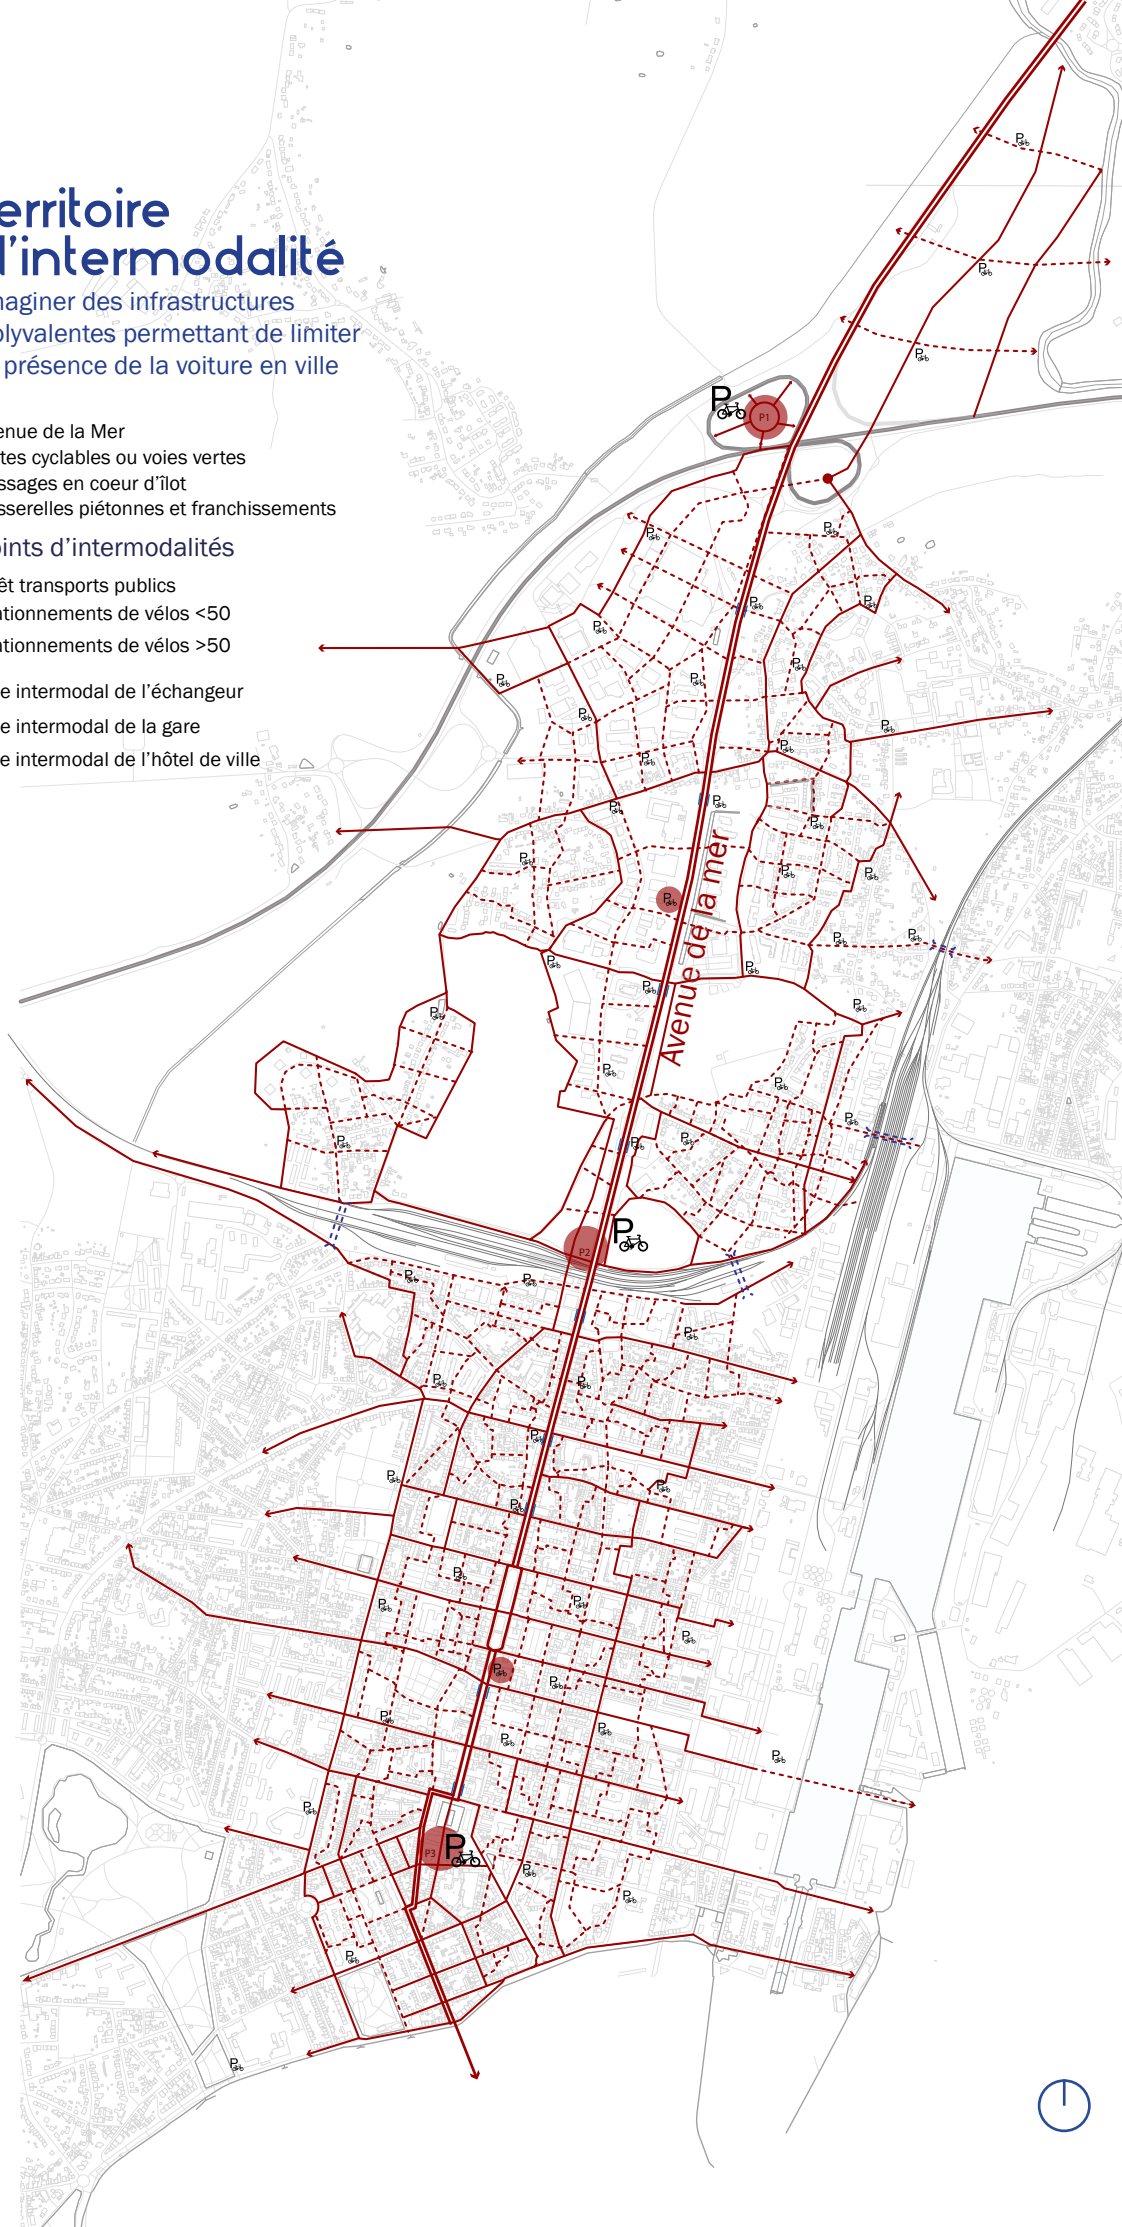 erritoire
l'intermodalité
naginer des infrastructures
olyvalentes permettant de limiter
présence de la voiture en ville
enue de la Mer
tes cyclables ou voies vertes
ssages en coeur d'îlot
sserelles piétonnes et franchissements
oints d'intermodalités
êt transports publics
ationnements de vélos <50
ationnements de vélos >50
e intermodal de l'échangeur
e intermodal de la gare
e intermodal de l'hôtel de ville
P
P1
Avenue de la mer
P
P2
P
P3